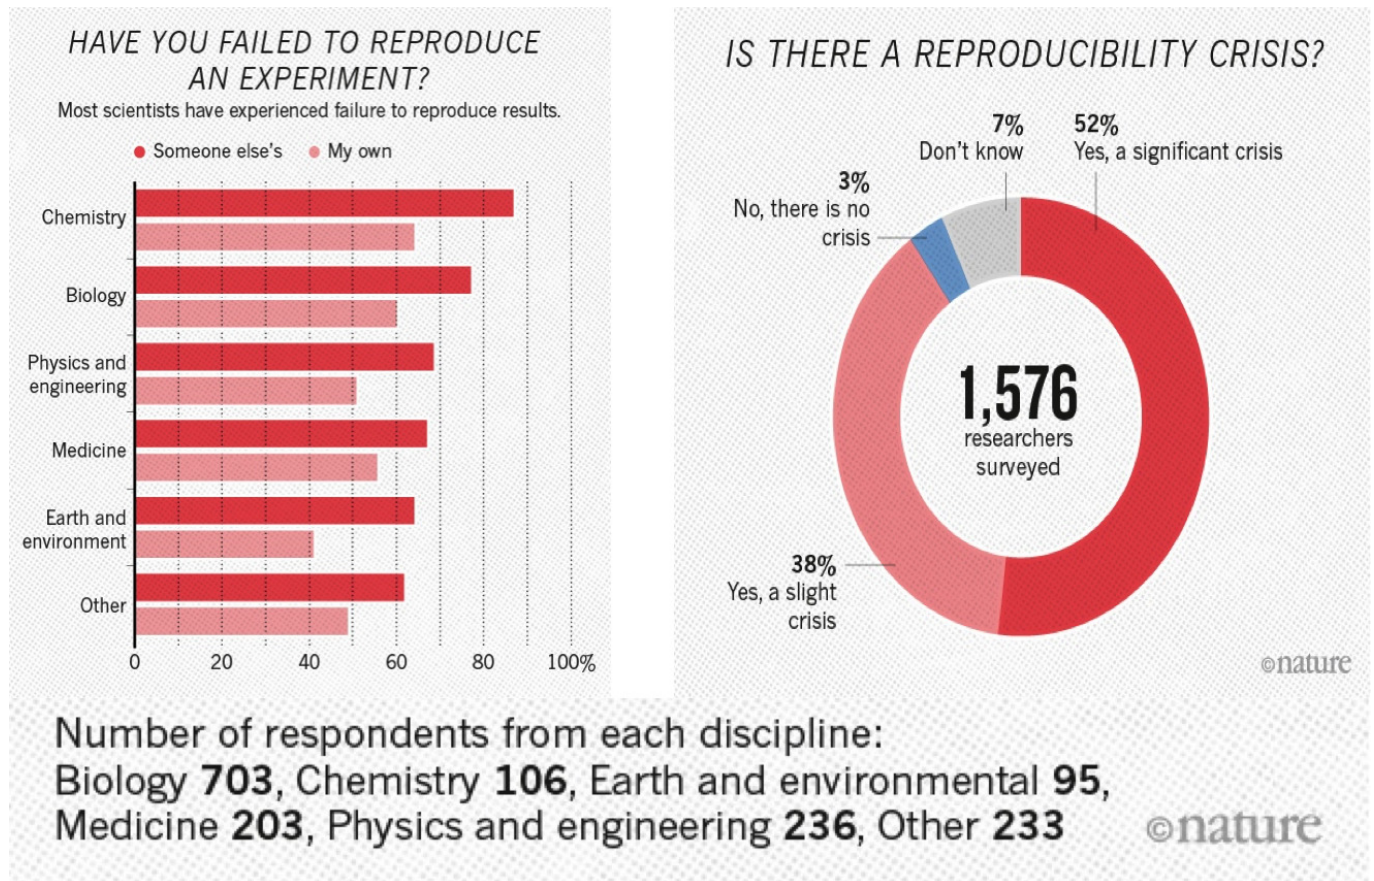 HAVE YOU FAILED TO REPRODUCE
AN EXPERIMENT?
Most scientists have experienced failure to reproduce results.
Someone else's
My own
Chemistry
Biology
Physics and
engineering
Medicine
Earth and
environment
Other
0 20 40 60 80 100%
IS THERE A REPRODUCIBILITY CRISIS?
7%
Don't know
52%
Yes, a significant crisis
3%
No, there is no
crisis
1,576
researchers
surveyed
38%
Yes, a slight
crisis
©nature
Number of respondents from each discipline:
Biology 703, Chemistry 106, Earth and environmental 95,
Medicine 203, Physics and engineering 236, Other 233
©nature